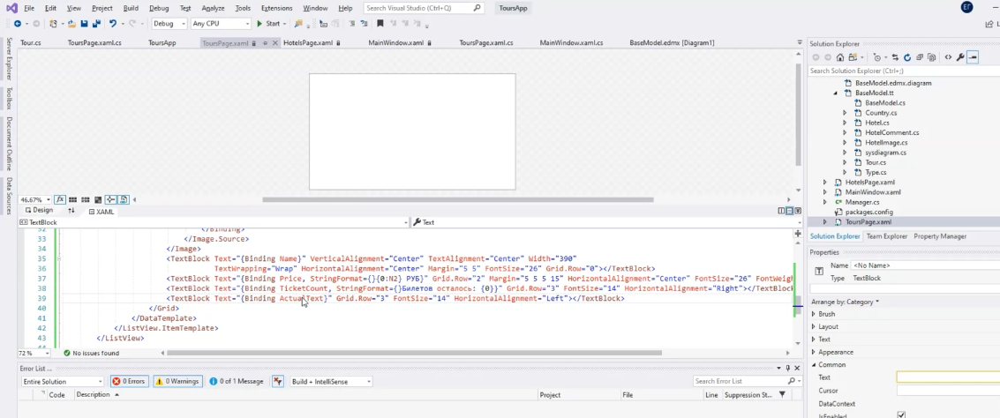 File Edit View Project Build Debug Test Analyze Tools Extensions Window Help Search Visual Studio (Ctrl+Q) ToursApp ЕГ
Debug Any CPU Start
Tour.cs ToursPage.xaml.cs ToursApp ToursPage.xaml HotelsPage.xaml MainWindow.xaml ToursPage.xaml.cs MainWindow.xaml.cs BaseModel.edmx [Diagram1]
Server Explorer
Toolbox
Document Outline
Data Sources
46.67%
Design XAML
TextBlock Text
32 </Binding>
33 </Image.Source>
34 </Image>
35 <TextBlock Text="{Binding Name}" VerticalAlignment="Center" TextAlignment="Center" Width="390"
36 TextWrapping="Wrap" HorizontalAlignment="Center" Margin="5 5" FontSize="26" Grid.Row="0"></TextBlock>
37 <TextBlock Text="{Binding Price, StringFormat={}{0:N2} РУБ}" Grid.Row="2" Margin="5 5 5 15" HorizontalAlignment="Center" FontSize="26" FontWeig
38 <TextBlock Text="{Binding TicketCount, StringFormat={}Билетов осталось: {0}}" Grid.Row="3" FontSize="14" HorizontalAlignment="Right"></TextBlock
39 <TextBlock Text="{Binding ActualText}" Grid.Row="3" FontSize="14" HorizontalAlignment="Left"></TextBlock>
40 </Grid>
41 </DataTemplate>
42 </ListView.ItemTemplate>
43 </ListView>
72 % No issues found
Error List ...
Entire Solution 0 Errors 0 Warnings 0 of 1 Message Build + IntelliSense Search Error List
Code Description Project File Line Suppression St...
Solution Explorer
Search Solution Explorer (Ctrl+;)
BaseModel.edmx.diagram
BaseModel.tt
BaseModel.cs
Country.cs
Hotel.cs
HotelComment.cs
HotelImage.cs
sysdiagram.cs
Tour.cs
Type.cs
HotelsPage.xaml
MainWindow.xaml
Manager.cs
packages.config
ToursPage.xaml
Solution Explorer Team Explorer Property Manager
Properties
Name <No Name>
Type TextBlock
Arrange by: Category
Brush
Layout
Text
Appearance
Common
Text
Cursor
DataContext
IsEnabled